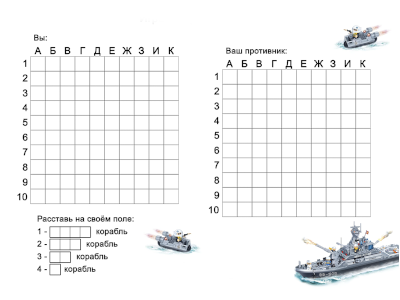 Вы:
А Б В Г Д Е Ж З И К
1
2
3
4
5
6
7
8
9
10
Расставь на своём поле:
1 - корабль
2 - корабль
3 - корабль
4 - корабль
Ваш противник:
А Б В Г Д Е Ж З И К
1
2
3
4
5
6
7
8
9
10